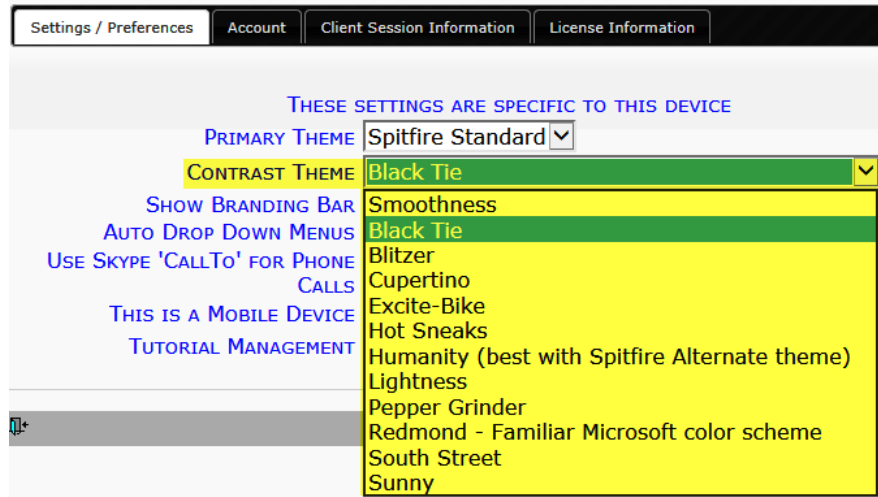 Settings / Preferences Account Client Session Information License Information
These settings are specific to this device
Primary Theme Spitfire Standard
Contrast Theme Black Tie
Show Branding Bar
Auto Drop Down Menus
Use Skype 'CallTo' for Phone
Calls
This is a Mobile Device
Tutorial Management
Smoothness
Black Tie
Blitzer
Cupertino
Excite-Bike
Hot Sneaks
Humanity (best with Spitfire Alternate theme)
Lightness
Pepper Grinder
Redmond - Familiar Microsoft color scheme
South Street
Sunny